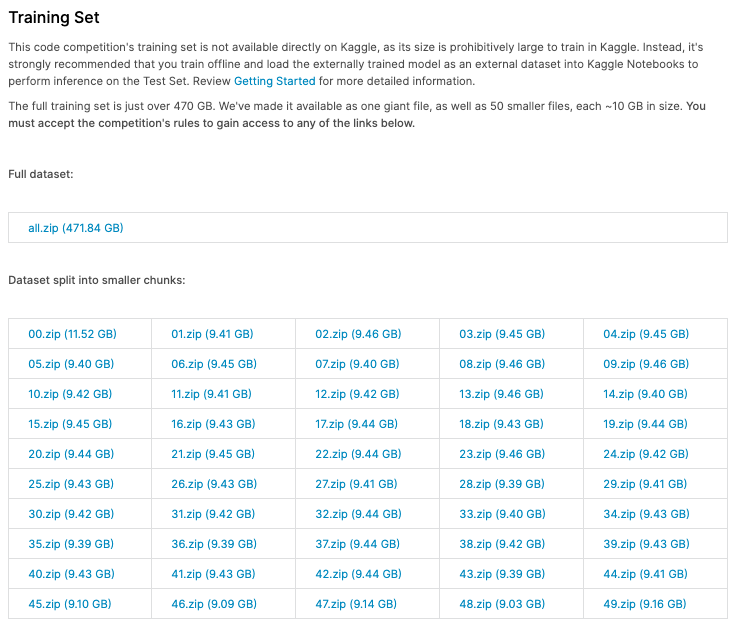 Training Set
This code competition's training set is not available directly on Kaggle, as its size is prohibitively large to train in Kaggle. Instead, it's
strongly recommended that you train offline and load the externally trained model as an external dataset into Kaggle Notebooks to
perform inference on the Test Set. Review Getting Started for more detailed information.
The full training set is just over 470 GB. We've made it available as one giant file, as well as 50 smaller files, each ~10 GB in size. You
must accept the competition's rules to gain access to any of the links below.
Full dataset:
all.zip (471.84 GB)
Dataset split into smaller chunks:
00.zip (11.52 GB) 01.zip (9.41 GB) 02.zip (9.46 GB) 03.zip (9.45 GB) 04.zip (9.45 GB)
05.zip (9.40 GB) 06.zip (9.45 GB) 07.zip (9.40 GB) 08.zip (9.46 GB) 09.zip (9.46 GB)
10.zip (9.42 GB) 11.zip (9.41 GB) 12.zip (9.42 GB) 13.zip (9.46 GB) 14.zip (9.40 GB)
15.zip (9.45 GB) 16.zip (9.43 GB) 17.zip (9.44 GB) 18.zip (9.43 GB) 19.zip (9.44 GB)
20.zip (9.44 GB) 21.zip (9.45 GB) 22.zip (9.44 GB) 23.zip (9.46 GB) 24.zip (9.42 GB)
25.zip (9.43 GB) 26.zip (9.43 GB) 27.zip (9.41 GB) 28.zip (9.39 GB) 29.zip (9.41 GB)
30.zip (9.42 GB) 31.zip (9.42 GB) 32.zip (9.44 GB) 33.zip (9.40 GB) 34.zip (9.43 GB)
35.zip (9.39 GB) 36.zip (9.39 GB) 37.zip (9.44 GB) 38.zip (9.42 GB) 39.zip (9.43 GB)
40.zip (9.43 GB) 41.zip (9.43 GB) 42.zip (9.44 GB) 43.zip (9.39 GB) 44.zip (9.41 GB)
45.zip (9.10 GB) 46.zip (9.09 GB) 47.zip (9.14 GB) 48.zip (9.03 GB) 49.zip (9.16 GB)